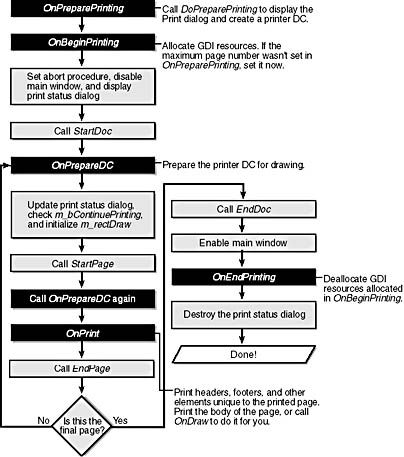 OnPreparePrinting
Call DoPreparePrinting to display the
Print dialog and create a printer DC.
OnBeginPrinting
Allocate GDI resources. If the
maximum page number wasn't set in
OnPreparePrinting, set it now.
Set abort procedure, disable
main window, and display
print status dialog
Call StartDoc
OnPrepareDC
Prepare the printer DC for drawing.
Update print status dialog,
check m_bContinuePrinting,
and initialize m_rectDraw
Call StartPage
Call OnPrepareDC again
OnPrint
Print headers, footers, and other
elements unique to the printed page.
Print the body of the page, or call
OnDraw to do it for you.
Call EndPage
No
Is this the
final page?
Yes
Call EndDoc
Enable main window
OnEndPrinting
Deallocate GDI
resources allocated
in OnBeginPrinting.
Destroy the print status dialog
Done!